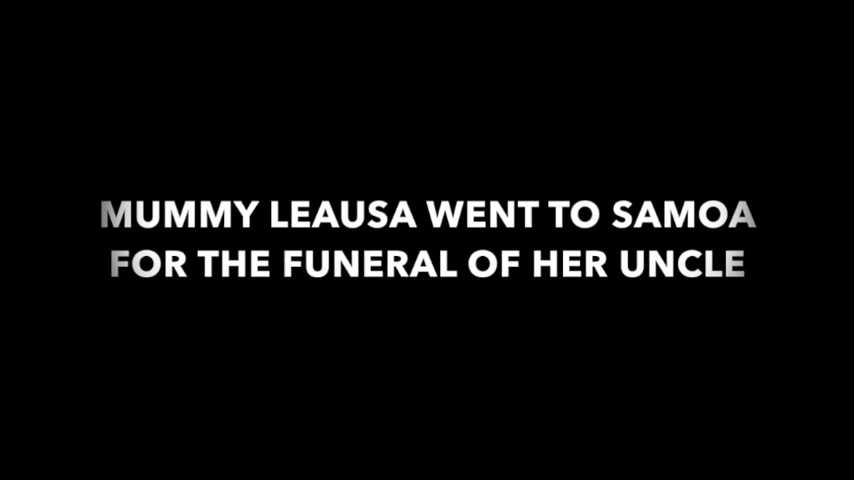 MUMMY LEAUSA WENT TO SAMOA
FOR THE FUNERAL OF HER UNCLE